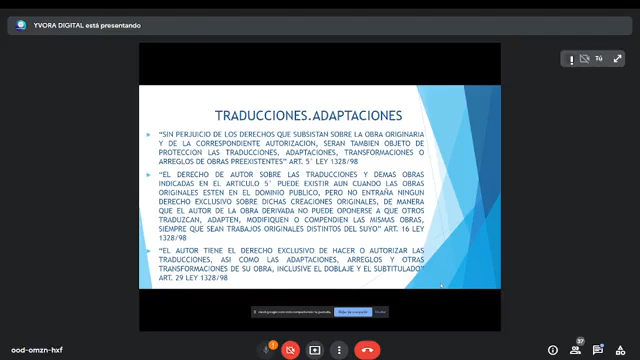 YVORA DIGITAL está presentando
Tú
TRADUCCIONES.ADAPTACIONES
"SIN PERJUICIO DE LOS DERECHOS QUE SUBSISTAN SOBRE LA OBRA ORIGINARIA
Y DE LA CORRESPONDIENTE AUTORIZACION, SERAN TAMBIEN OBJETO DE
PROTECCION LAS TRADUCCIONES, ADAPTACIONES, TRANSFORMACIONES O
ARREGLOS DE OBRAS PREEXISTENTES" ART. 5° LEY 1328/98
"EL DERECHO DE AUTOR SOBRE LAS TRADUCCIONES Y DEMAS OBRAS
INDICADAS EN EL ARTICULO 5° PUEDE EXISTIR AUN CUANDO LAS OBRAS
ORIGINALES ESTEN EN EL DOMINIO PUBLICO, PERO NO ENTRAÑA NINGUN
DERECHO EXCLUSIVO SOBRE DICHAS CREACIONES ORIGINALES, DE MANERA
QUE EL AUTOR DE LA OBRA DERIVADA NO PUEDE OPONERSE A QUE OTROS
TRADUZCAN, ADAPTEN, MODIFIQUEN O COMPENDIEN LAS MISMAS OBRAS,
SIEMPRE QUE SEAN TRABAJOS ORIGINALES DISTINTOS DEL SUYO" ART. 16 LEY
1328/98
"EL AUTOR TIENE EL DERECHO EXCLUSIVO DE HACER O AUTORIZAR LAS
TRADUCCIONES, ASI COMO LAS ADAPTACIONES, ARREGLOS Y OTRAS
TRANSFORMACIONES DE SU OBRA, INCLUSIVE EL DOBLAJE Y EL SUBTITULADO"
ART. 29 LEY 1328/98
ood-omzn-hxf
1
37